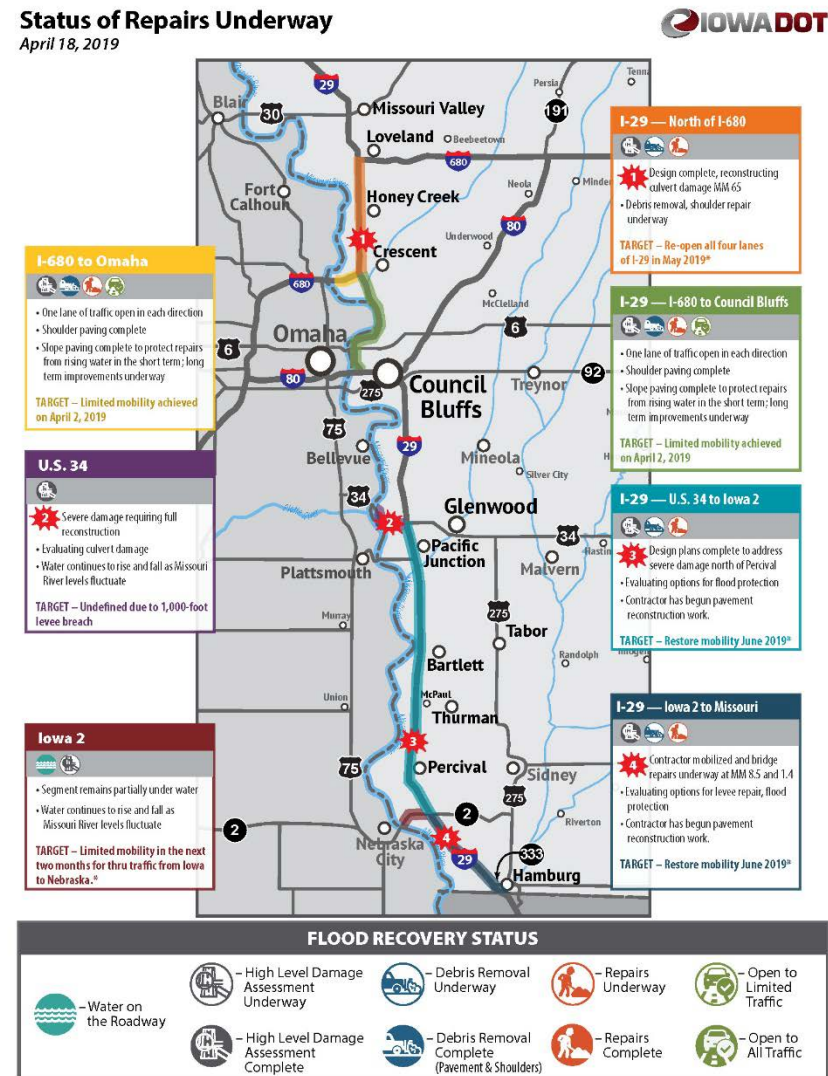 Status of Repairs Underway
April 18, 2019
IOWADOT
29
Persia
Blair
30
Missouri Valley
191
Loveland
Beebeetown
680
Fort
Calhoun
Honey Creek
Neola
80
Underwood
1
Crescent
680
McClelland
6
Omaha
6
80
275
Council
Bluffs
Treynor
92
75
29
Bellevue
Mineola
Silver City
34
2
Glenwood
34
Pacific
Junction
Plattsmouth
Malvern
Murray
275
Tabor
Bartlett
Randolph
McPaul
Union
Thurman
3
75
Percival
Sidney
275
2
2
Riverton
Nebraska
City
4
29
333
Hamburg
I-680 to Omaha
• One lane of traffic open in each direction
• Shoulder paving complete
• Slope paving complete to protect repairs
from rising water in the short term; long
term improvements underway
TARGET – Limited mobility achieved
on April 2, 2019
U.S. 34
2 Severe damage requiring full
reconstruction
• Evaluating culvert damage
• Water continues to rise and fall as Missouri
River levels fluctuate
TARGET – Undefined due to 1,000-foot
levee breach
Iowa 2
• Segment remains partially under water
• Water continues to rise and fall as
Missouri River levels fluctuate
TARGET – Limited mobility in the next
two months for thru traffic from Iowa
to Nebraska.*
I-29 — North of I-680
1 Design complete, reconstructing
culvert damage MM 65
• Debris removal, shoulder repair
underway
TARGET – Re-open all four lanes
of I-29 in May 2019*
I-29 — I-680 to Council Bluffs
• One lane of traffic open in each direction
• Shoulder paving complete
• Slope paving complete to protect repairs
from rising water in the short term; long
term improvements underway
TARGET – Limited mobility achieved
on April 2, 2019
I-29 — U.S. 34 to Iowa 2
3 Design plans complete to address
severe damage north of Percival
• Evaluating options for flood protection
• Contractor has begun pavement
reconstruction work.
TARGET – Restore mobility June 2019*
I-29 — Iowa 2 to Missouri
4 Contractor mobilized and bridge
repairs underway at MM 8.5 and 1.4
• Evaluating options for levee repair, flood
protection
• Contractor has begun pavement
reconstruction work.
TARGET – Restore mobility June 2019*
FLOOD RECOVERY STATUS
– Water on
the Roadway
– High Level Damage
Assessment
Underway
– Debris Removal
Underway
– Repairs
Underway
– Open to
Limited
Traffic
– High Level Damage
Assessment
Complete
– Debris Removal
Complete
(Pavement & Shoulders)
– Repairs
Complete
– Open to
All Traffic